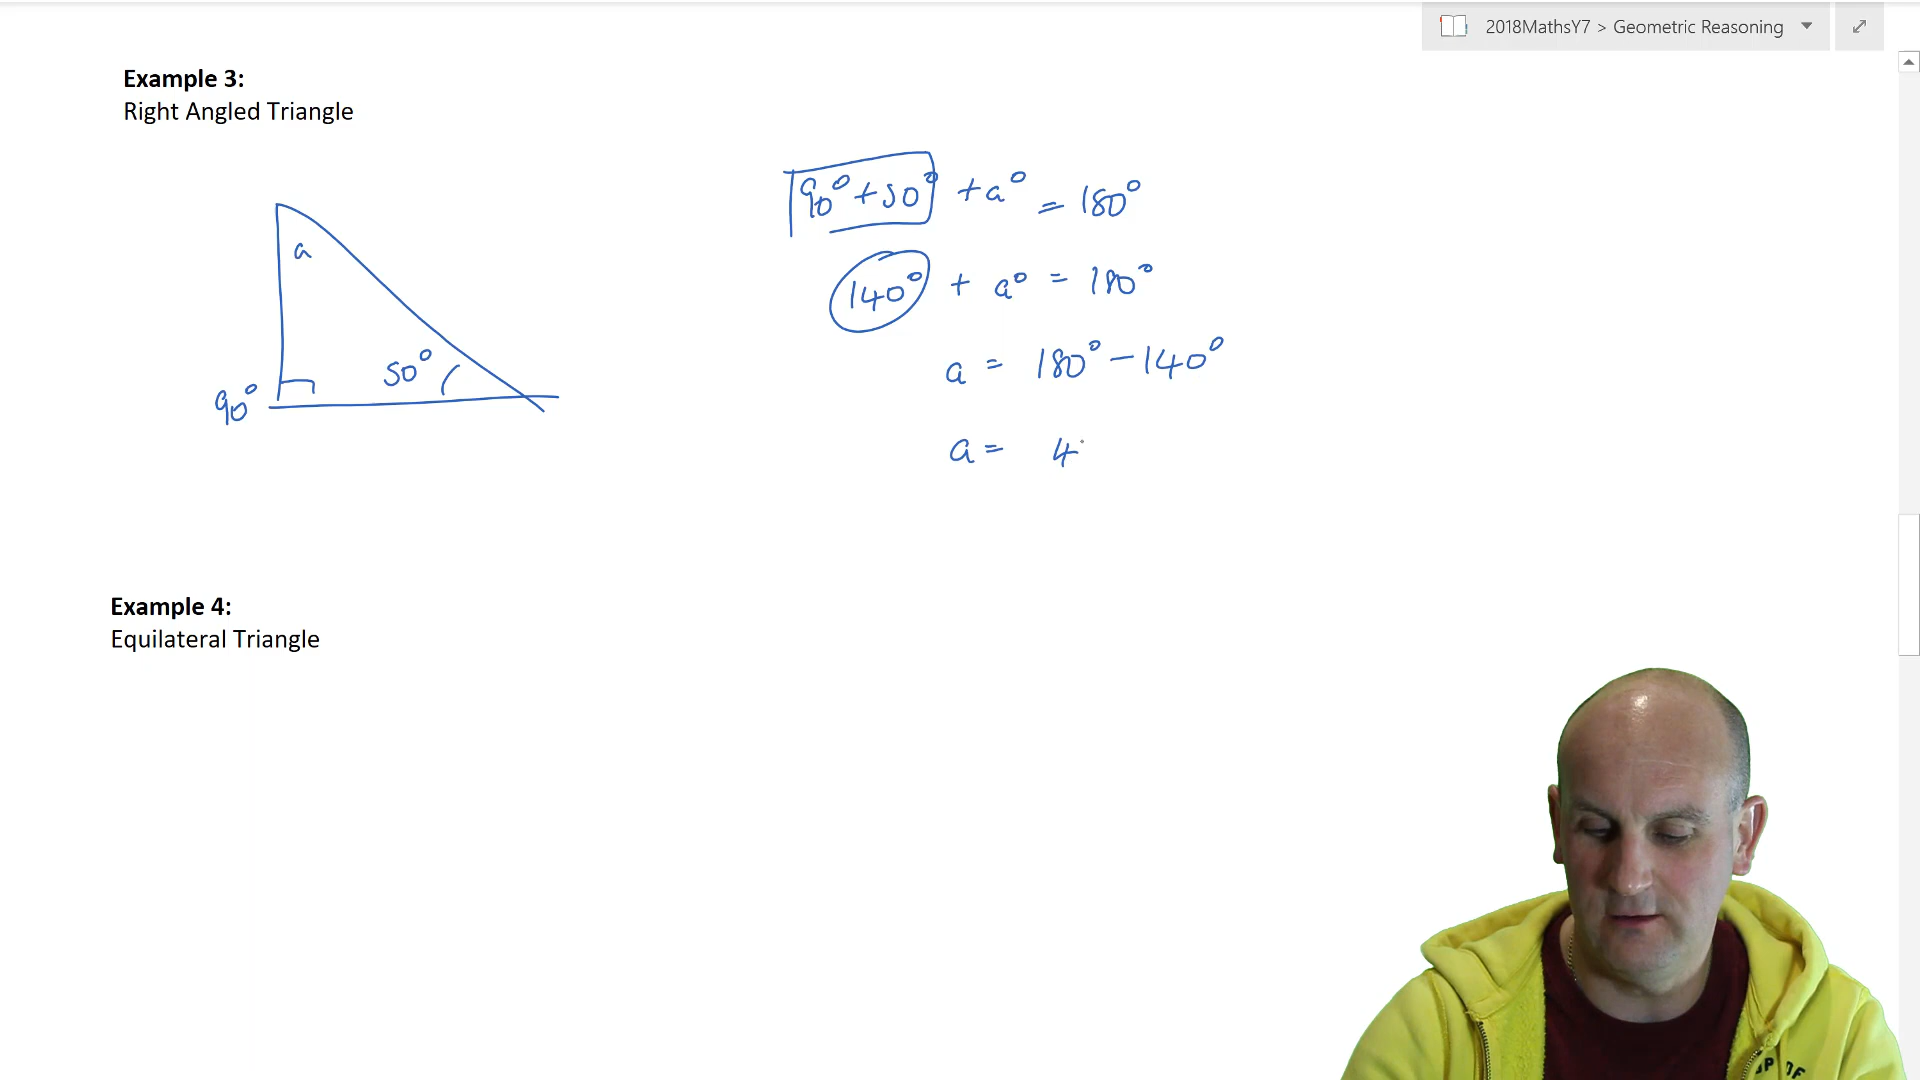 2018MathsY7 > Geometric Reasoning
Example 3:
Right Angled Triangle
90° + 50° + a° = 180°
a
140° + a° = 180°
50°
a = 180° - 140°
90°
a = 4
Example 4:
Equilateral Triangle